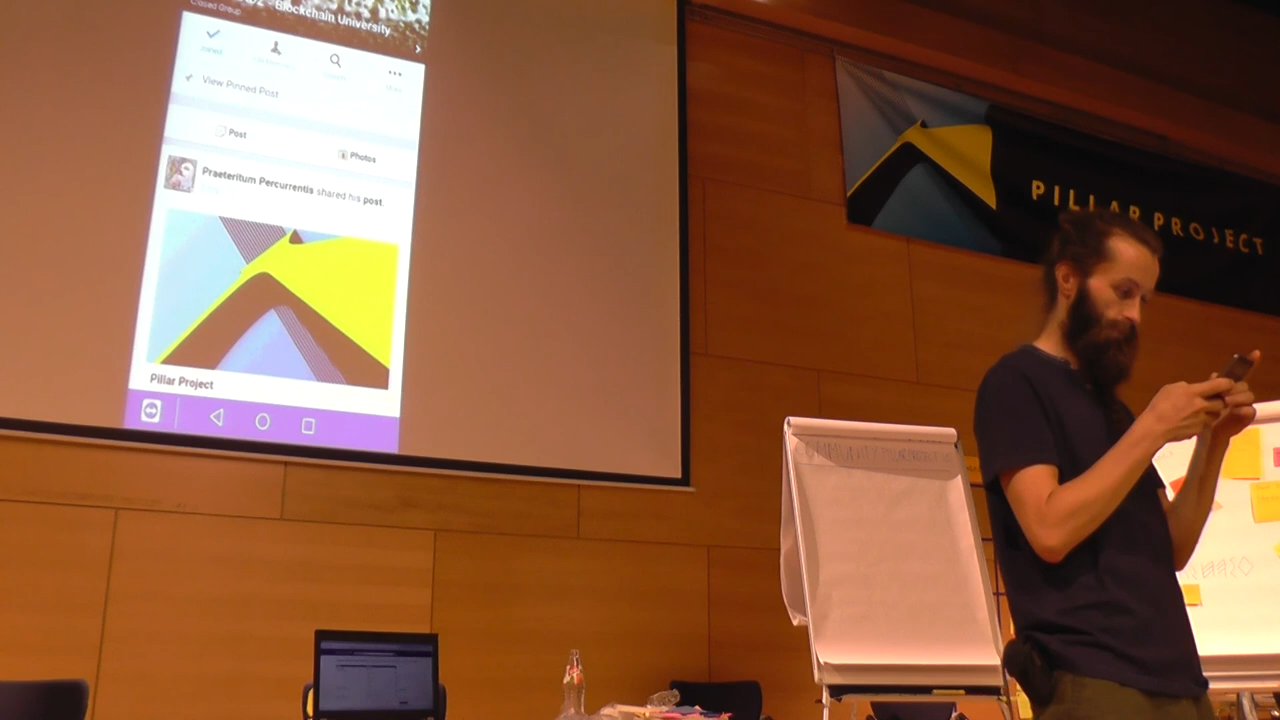 Blockchain University
Closed Group
View Pinned Post
Post
Photos
Praeteritum Percurrentis shared his post.
Pillar Project
PILLAR PROJECT